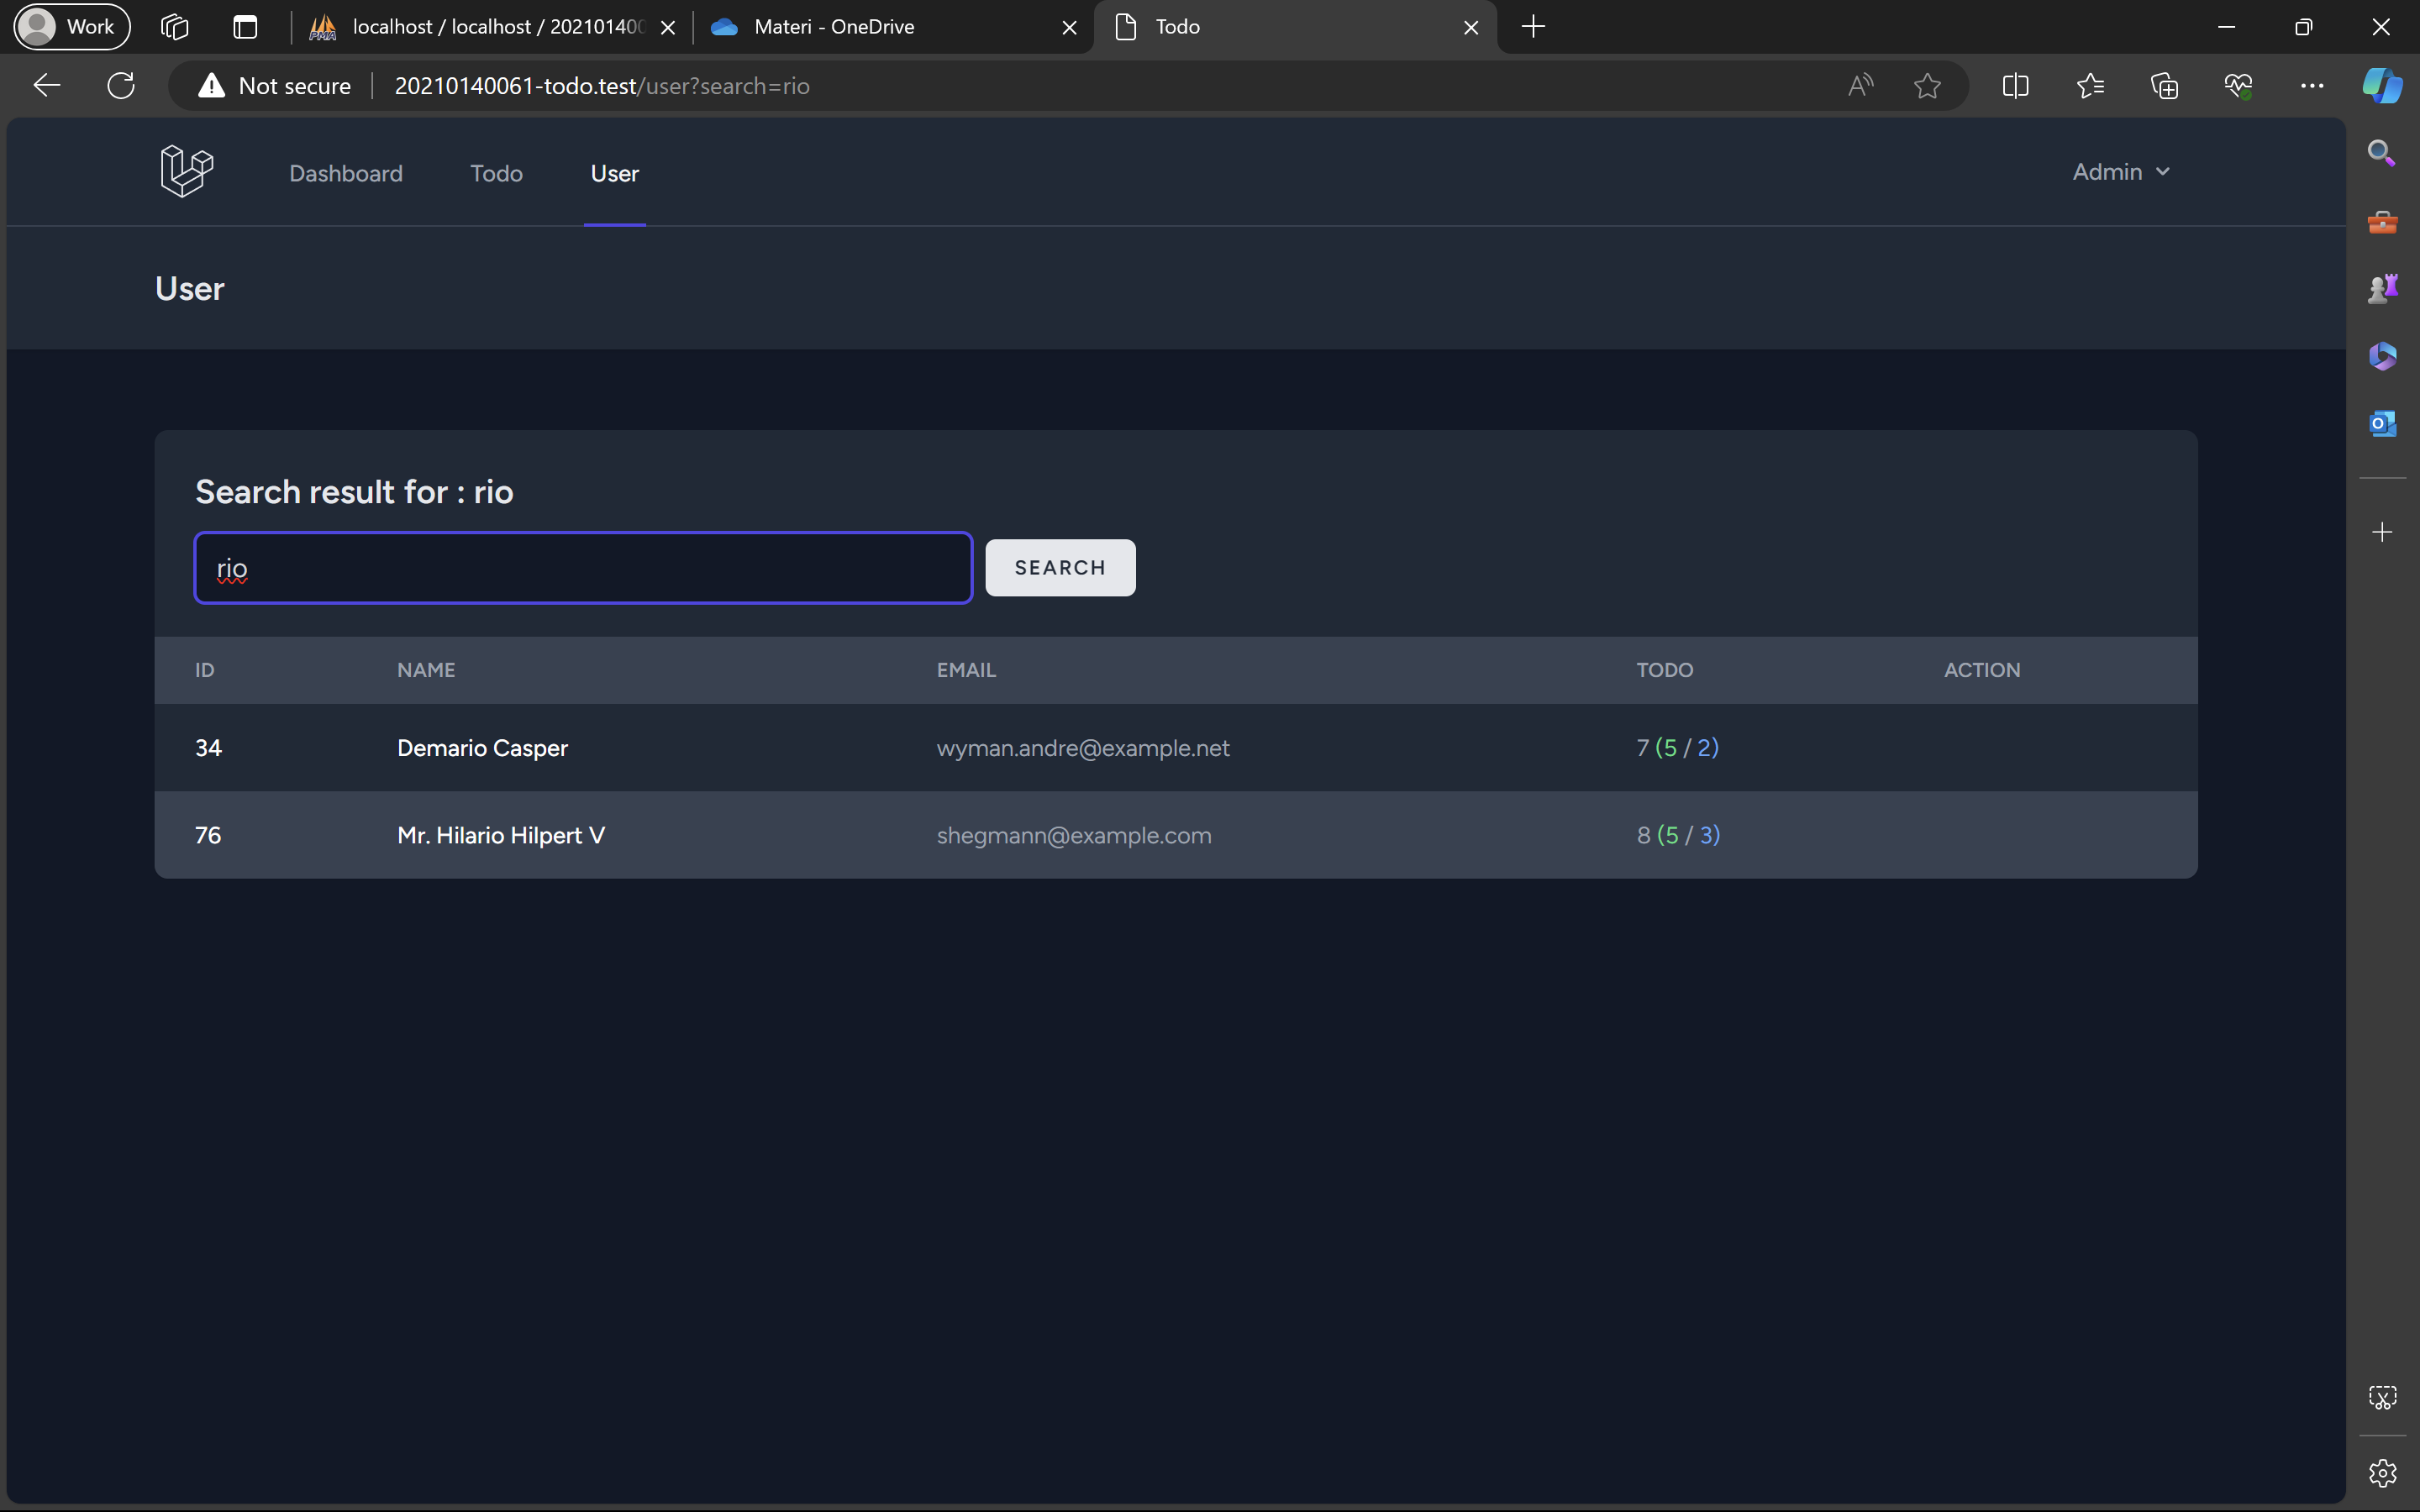 Work
localhost / localhost / 202101400
Materi - OneDrive
Todo
Not secure
20210140061-todo.test/user?search=rio
Dashboard
Todo
User
Admin
User
Search result for : rio
rio
SEARCH
ID NAME EMAIL TODO ACTION
34 Demario Casper wyman.andre@example.net 7 (5 / 2)
76 Mr. Hilario Hilpert V shegmann@example.com 8 (5 / 3)